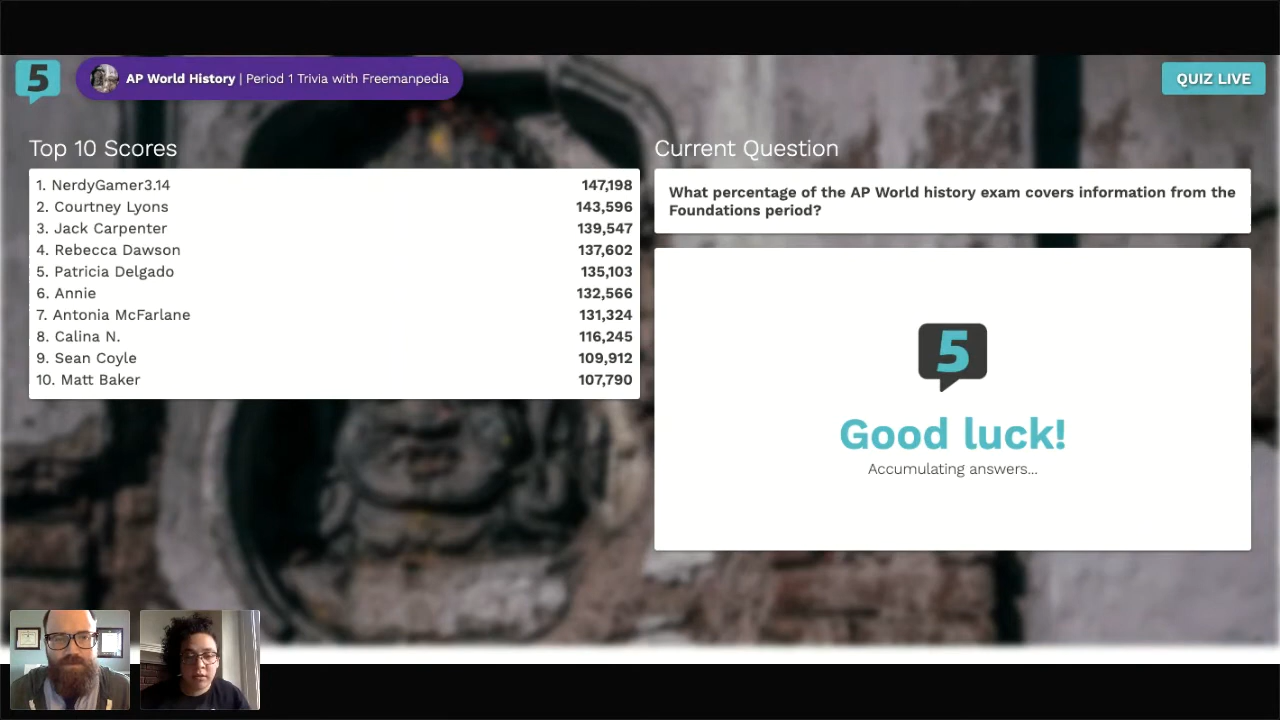 5
AP World History | Period 1 Trivia with Freemanpedia
QUIZ LIVE
Top 10 Scores
1. NerdyGamer3.14 147,198
2. Courtney Lyons 143,596
3. Jack Carpenter 139,547
4. Rebecca Dawson 137,602
5. Patricia Delgado 135,103
6. Annie 132,566
7. Antonia McFarlane 131,324
8. Calina N. 116,245
9. Sean Coyle 109,912
10. Matt Baker 107,790
Current Question
What percentage of the AP World history exam covers information from the
Foundations period?
5
Good luck!
Accumulating answers...